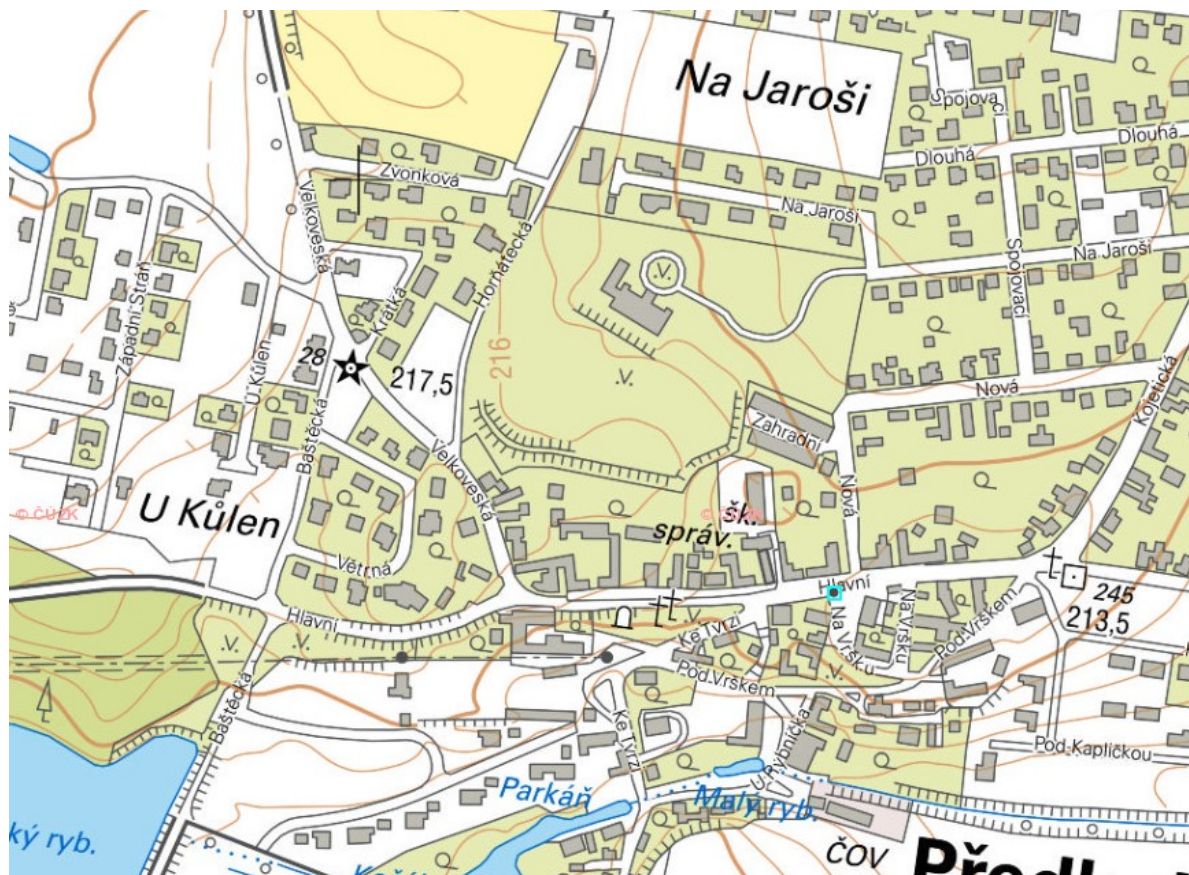 Na Jaroši
Spojovací
Dlouhá
Dlouhá
Zvonková
Velkoveská
Na Jaroši
Horňátecká
Spojovací
Na Jaroši
.V.
Západní Stráň
Krátká
28
217,5
216
.V.
Nová
Kojetická
U Kůlen
Baštěcká
Velkoveská
Zahradní
Nová
© ČÚZK
U Kůlen
© ČÚZK
šk.
správ.
Větrná
Hlavní
245
213,5
Hlavní
.V.
.V.
.V.
Ke Tvrzi
Na Vršku
Na Vršku
Pod Vrškem
.V.
Pod Vrškem
Baštěcká
Ke Tvrzi
U Rybníčka
Pod Kapličkou
Parkáň
Malý ryb.
ký ryb.
ČOV